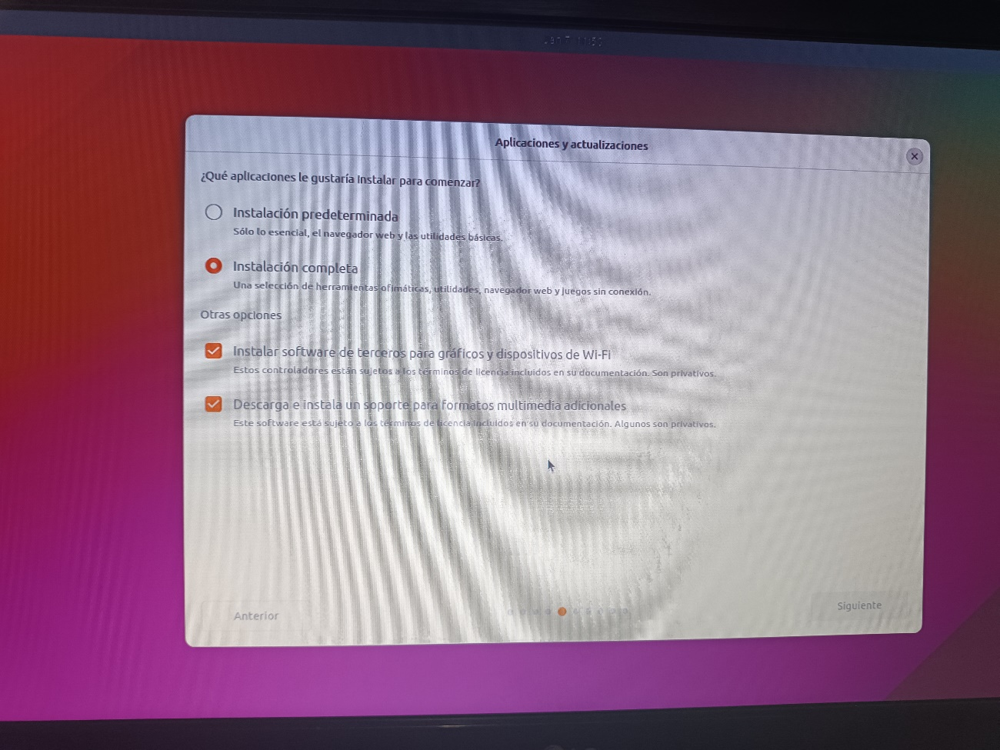 Aplicaciones y actualizaciones
¿Qué aplicaciones le gustaría instalar para comenzar?
Instalación predeterminada
Sólo lo esencial, el navegador web y las utilidades básicas.
Instalación completa
Una selección de herramientas ofimáticas, utilidades, navegador web y juegos sin conexión.
Otras opciones
Instalar software de terceros para gráficos y dispositivos de Wi-Fi
Estos controladores están sujetos a los términos de licencia incluidos en su documentación. Son privativos.
Descarga e instala un soporte para formatos multimedia adicionales
Este software está sujeto a los términos de licencia incluidos en su documentación. Algunos son privativos.
Anterior
Siguiente